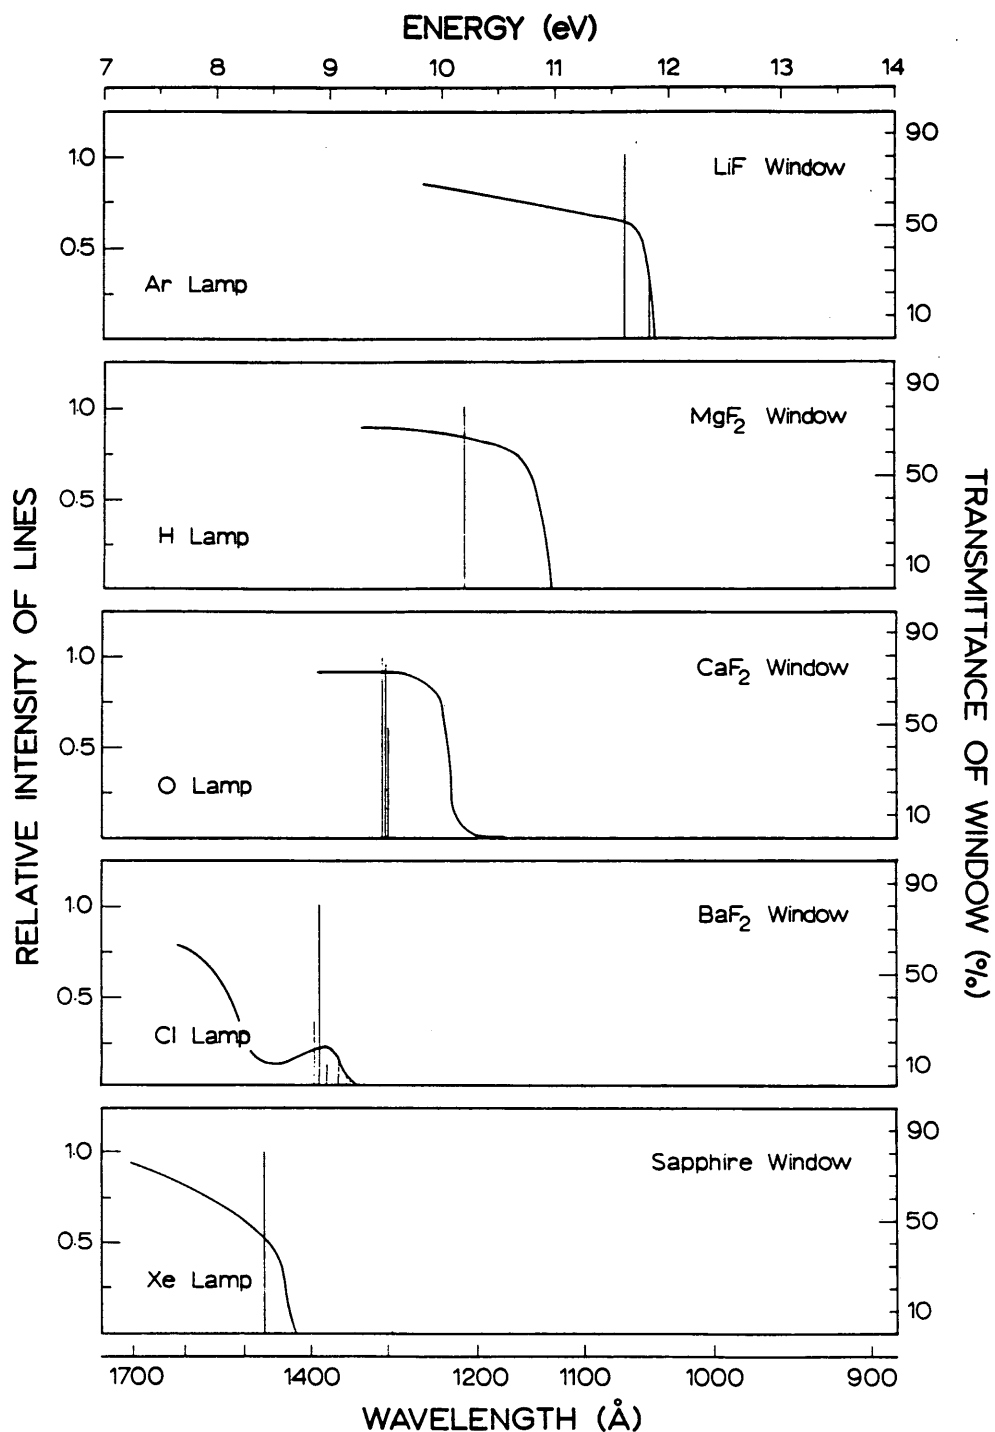 ENERGY (eV)
7 8 9 10 11 12 13 14
1.0
0.5
90
50
10
LiF Window
Ar Lamp
1.0
0.5
90
50
10
MgF2 Window
H Lamp
RELATIVE INTENSITY OF LINES
TRANSMITTANCE OF WINDOW (%)
1.0
0.5
90
50
10
CaF2 Window
O Lamp
1.0
0.5
90
50
10
BaF2 Window
Cl Lamp
1.0
0.5
90
50
10
Sapphire Window
Xe Lamp
1700 1400 1200 1100 1000 900
WAVELENGTH (Å)